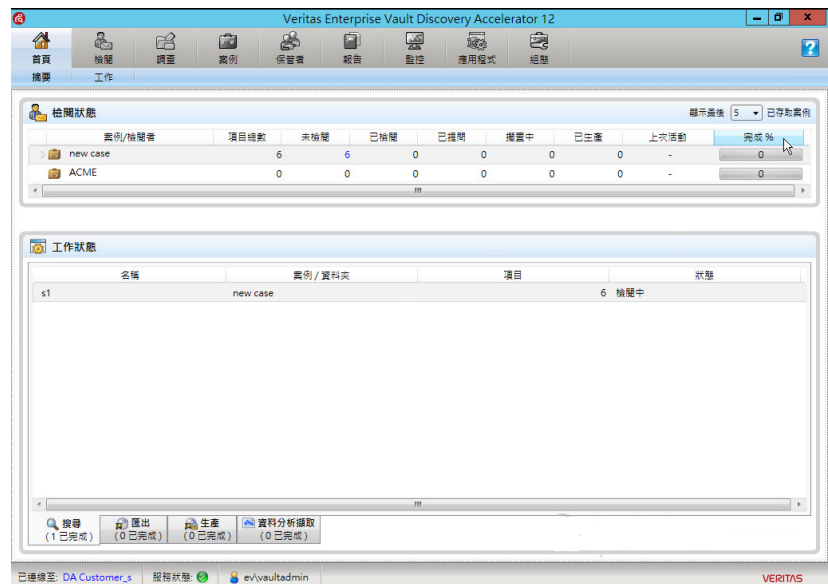 Veritas Enterprise Vault Discovery Accelerator 12
首頁 檢閱 調查 案例 保管者 報告 監控 應用程式 組態
摘要 工作
檢閱狀態 顯示最後 5 已存取案例
案例/檢閱者 項目總數 未檢閱 已檢閱 已提問 擱置中 已生產 上次活動 完成 %
new case 6 6 0 0 0 0 - 0
ACME 0 0 0 0 0 0 - 0
工作狀態
名稱 案例 / 資料夾 項目 狀態
s1 new case 6 檢閱中
搜尋 匯出 生產 資料分析擷取
(1 已完成) (0 已完成) (0 已完成) (0 已完成)
已連線至: DA Customer_s 服務狀態: ev\vaultadmin VERITAS